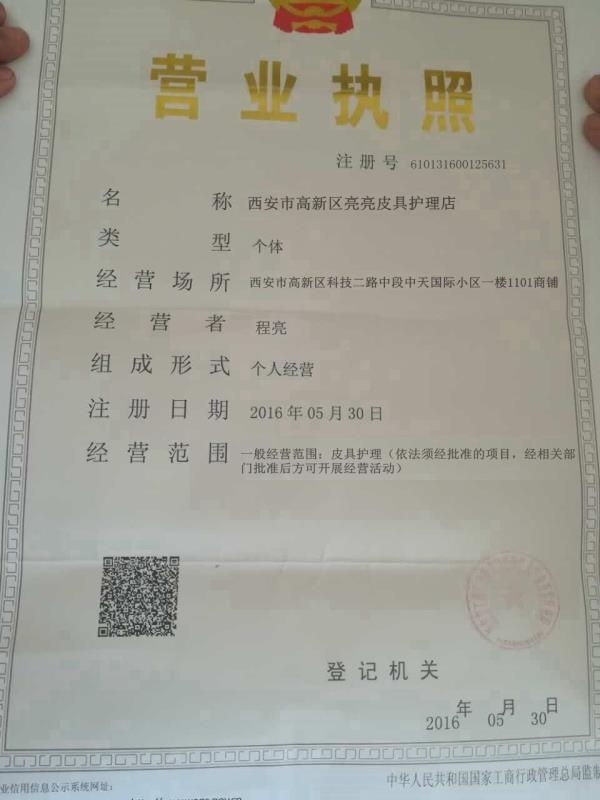 营业执照
注册号 610131600125631
名称 西安市高新区亮亮皮具护理店
类型 个体
经营场所 西安市高新区科技二路中段中天国际小区一楼1101商铺
经营者 程亮
组成形式 个人经营
注册日期 2016年05月30日
经营范围 一般经营范围：皮具护理（依法须经批准的项目，经相关部
门批准后方可开展经营活动）
登记机关
2016年05月30日
业信用信息公示系统网址：
中华人民共和国国家工商行政管理总局监制